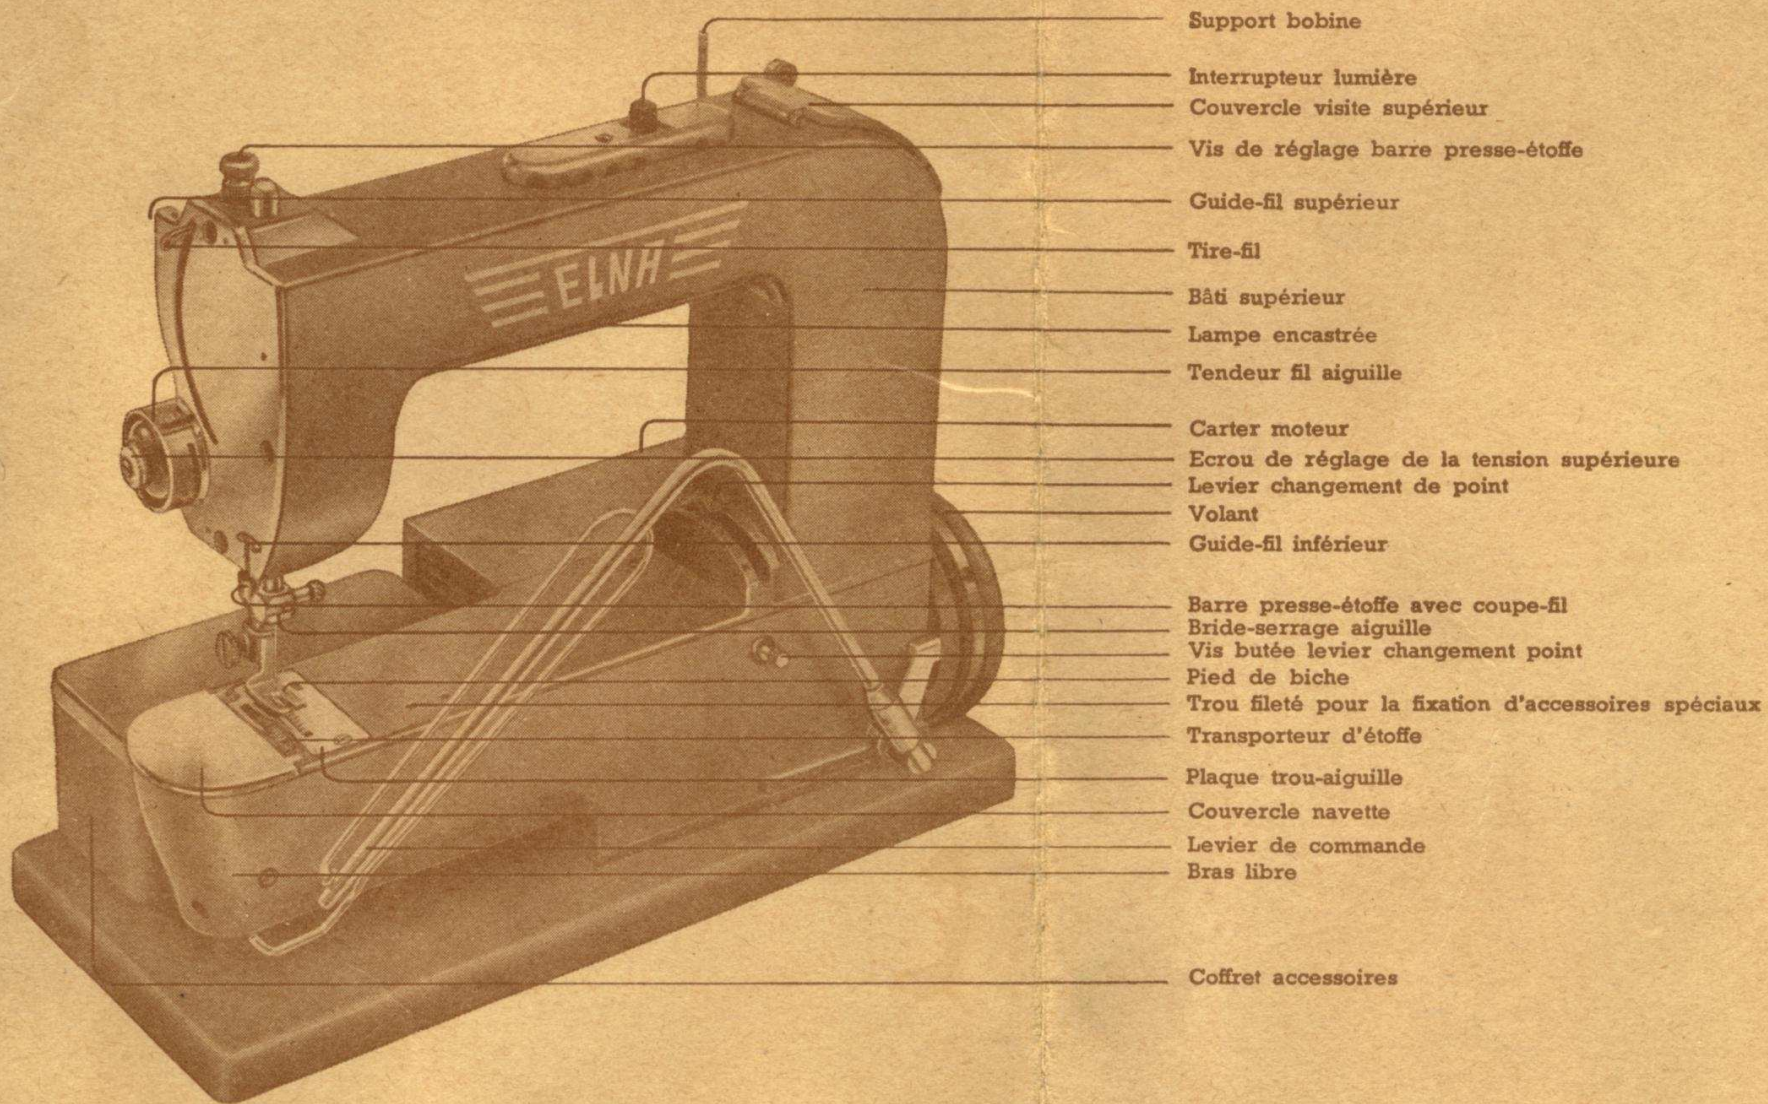 Support bobine
Interrupteur lumière
Couvercle visite supérieur
Vis de réglage barre presse-étoffe
Guide-fil supérieur
Tire-fil
ELNA
Bâti supérieur
Lampe encastrée
Tendeur fil aiguille
Carter moteur
Ecrou de réglage de la tension supérieure
Levier changement de point
Volant
Guide-fil inférieur
Barre presse-étoffe avec coupe-fil
Bride-serrage aiguille
Vis butée levier changement point
Pied de biche
Trou fileté pour la fixation d'accessoires spéciaux
Transporteur d'étoffe
Plaque trou-aiguille
Couvercle navette
Levier de commande
Bras libre
Coffret accessoires